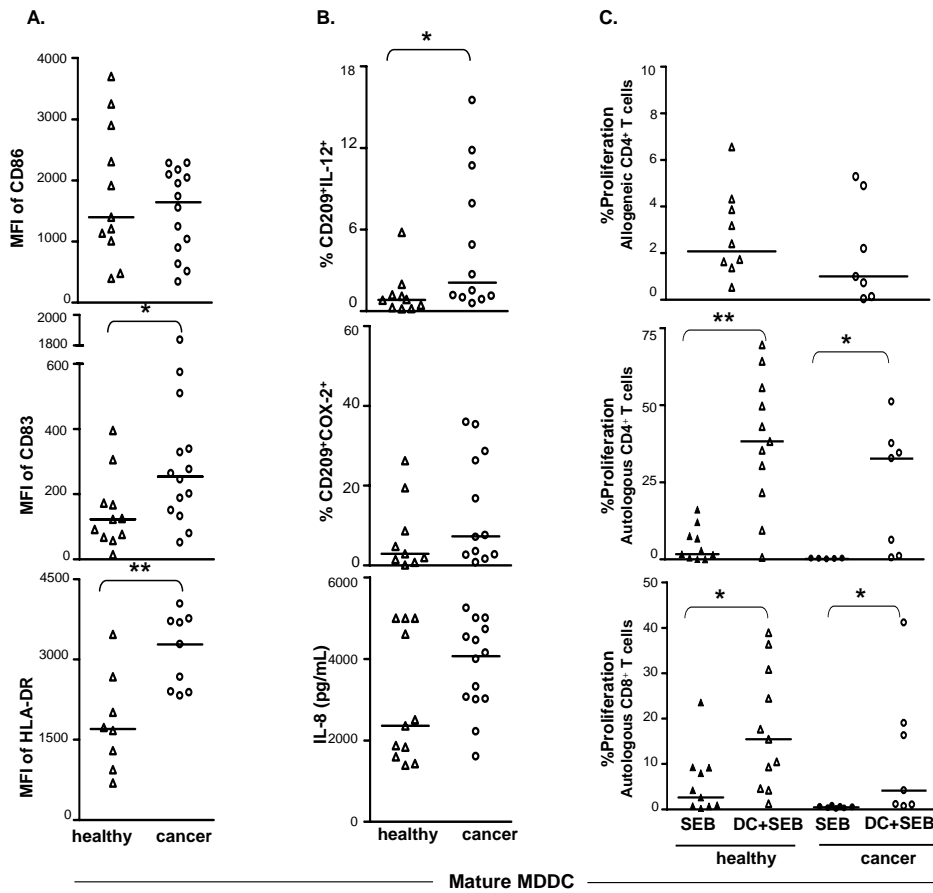 A.
B.
C.
MFI of CD86
4000
3000
2000
1000
0
*
MFI of CD83
2000
1800
600
400
200
0
**
MFI of HLA-DR
4500
3000
1500
0
healthy cancer
*
% CD209⁺IL-12⁺
18
12
6
0
% CD209⁺COX-2⁺
60
40
20
0
IL-8 (pg/mL)
6000
4000
2000
0
healthy cancer
%Proliferation
Allogeneic CD4⁺ T cells
10
8
6
4
2
0
** *
%Proliferation
Autologous CD4⁺ T cells
75
50
25
0
* *
%Proliferation
Autologous CD8⁺ T cells
50
40
30
20
10
0
SEB DC+SEB SEB DC+SEB
healthy cancer
Mature MDDC